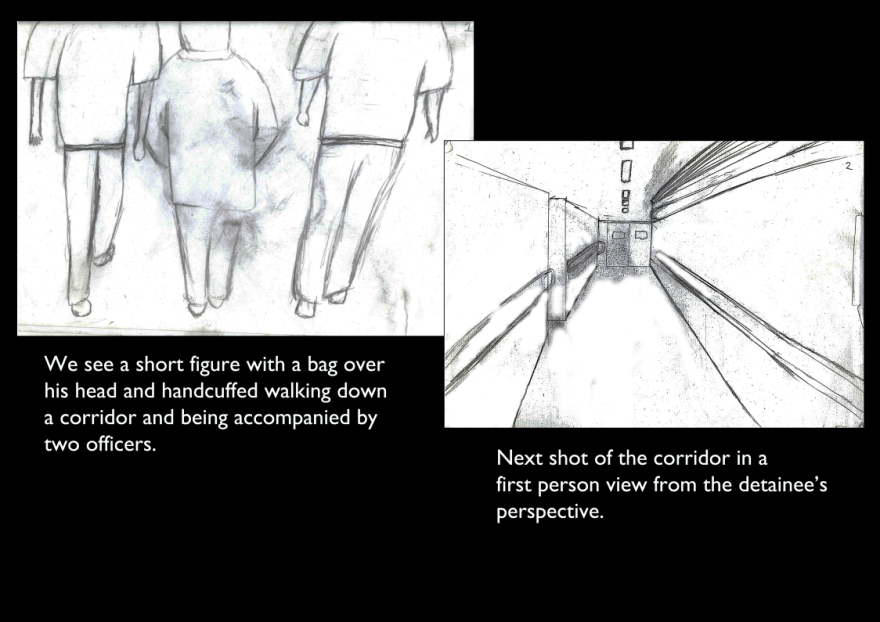 1
2
We see a short figure with a bag over
his head and handcuffed walking down
a corridor and being accompanied by
two officers.
Next shot of the corridor in a
first person view from the detainee’s
perspective.